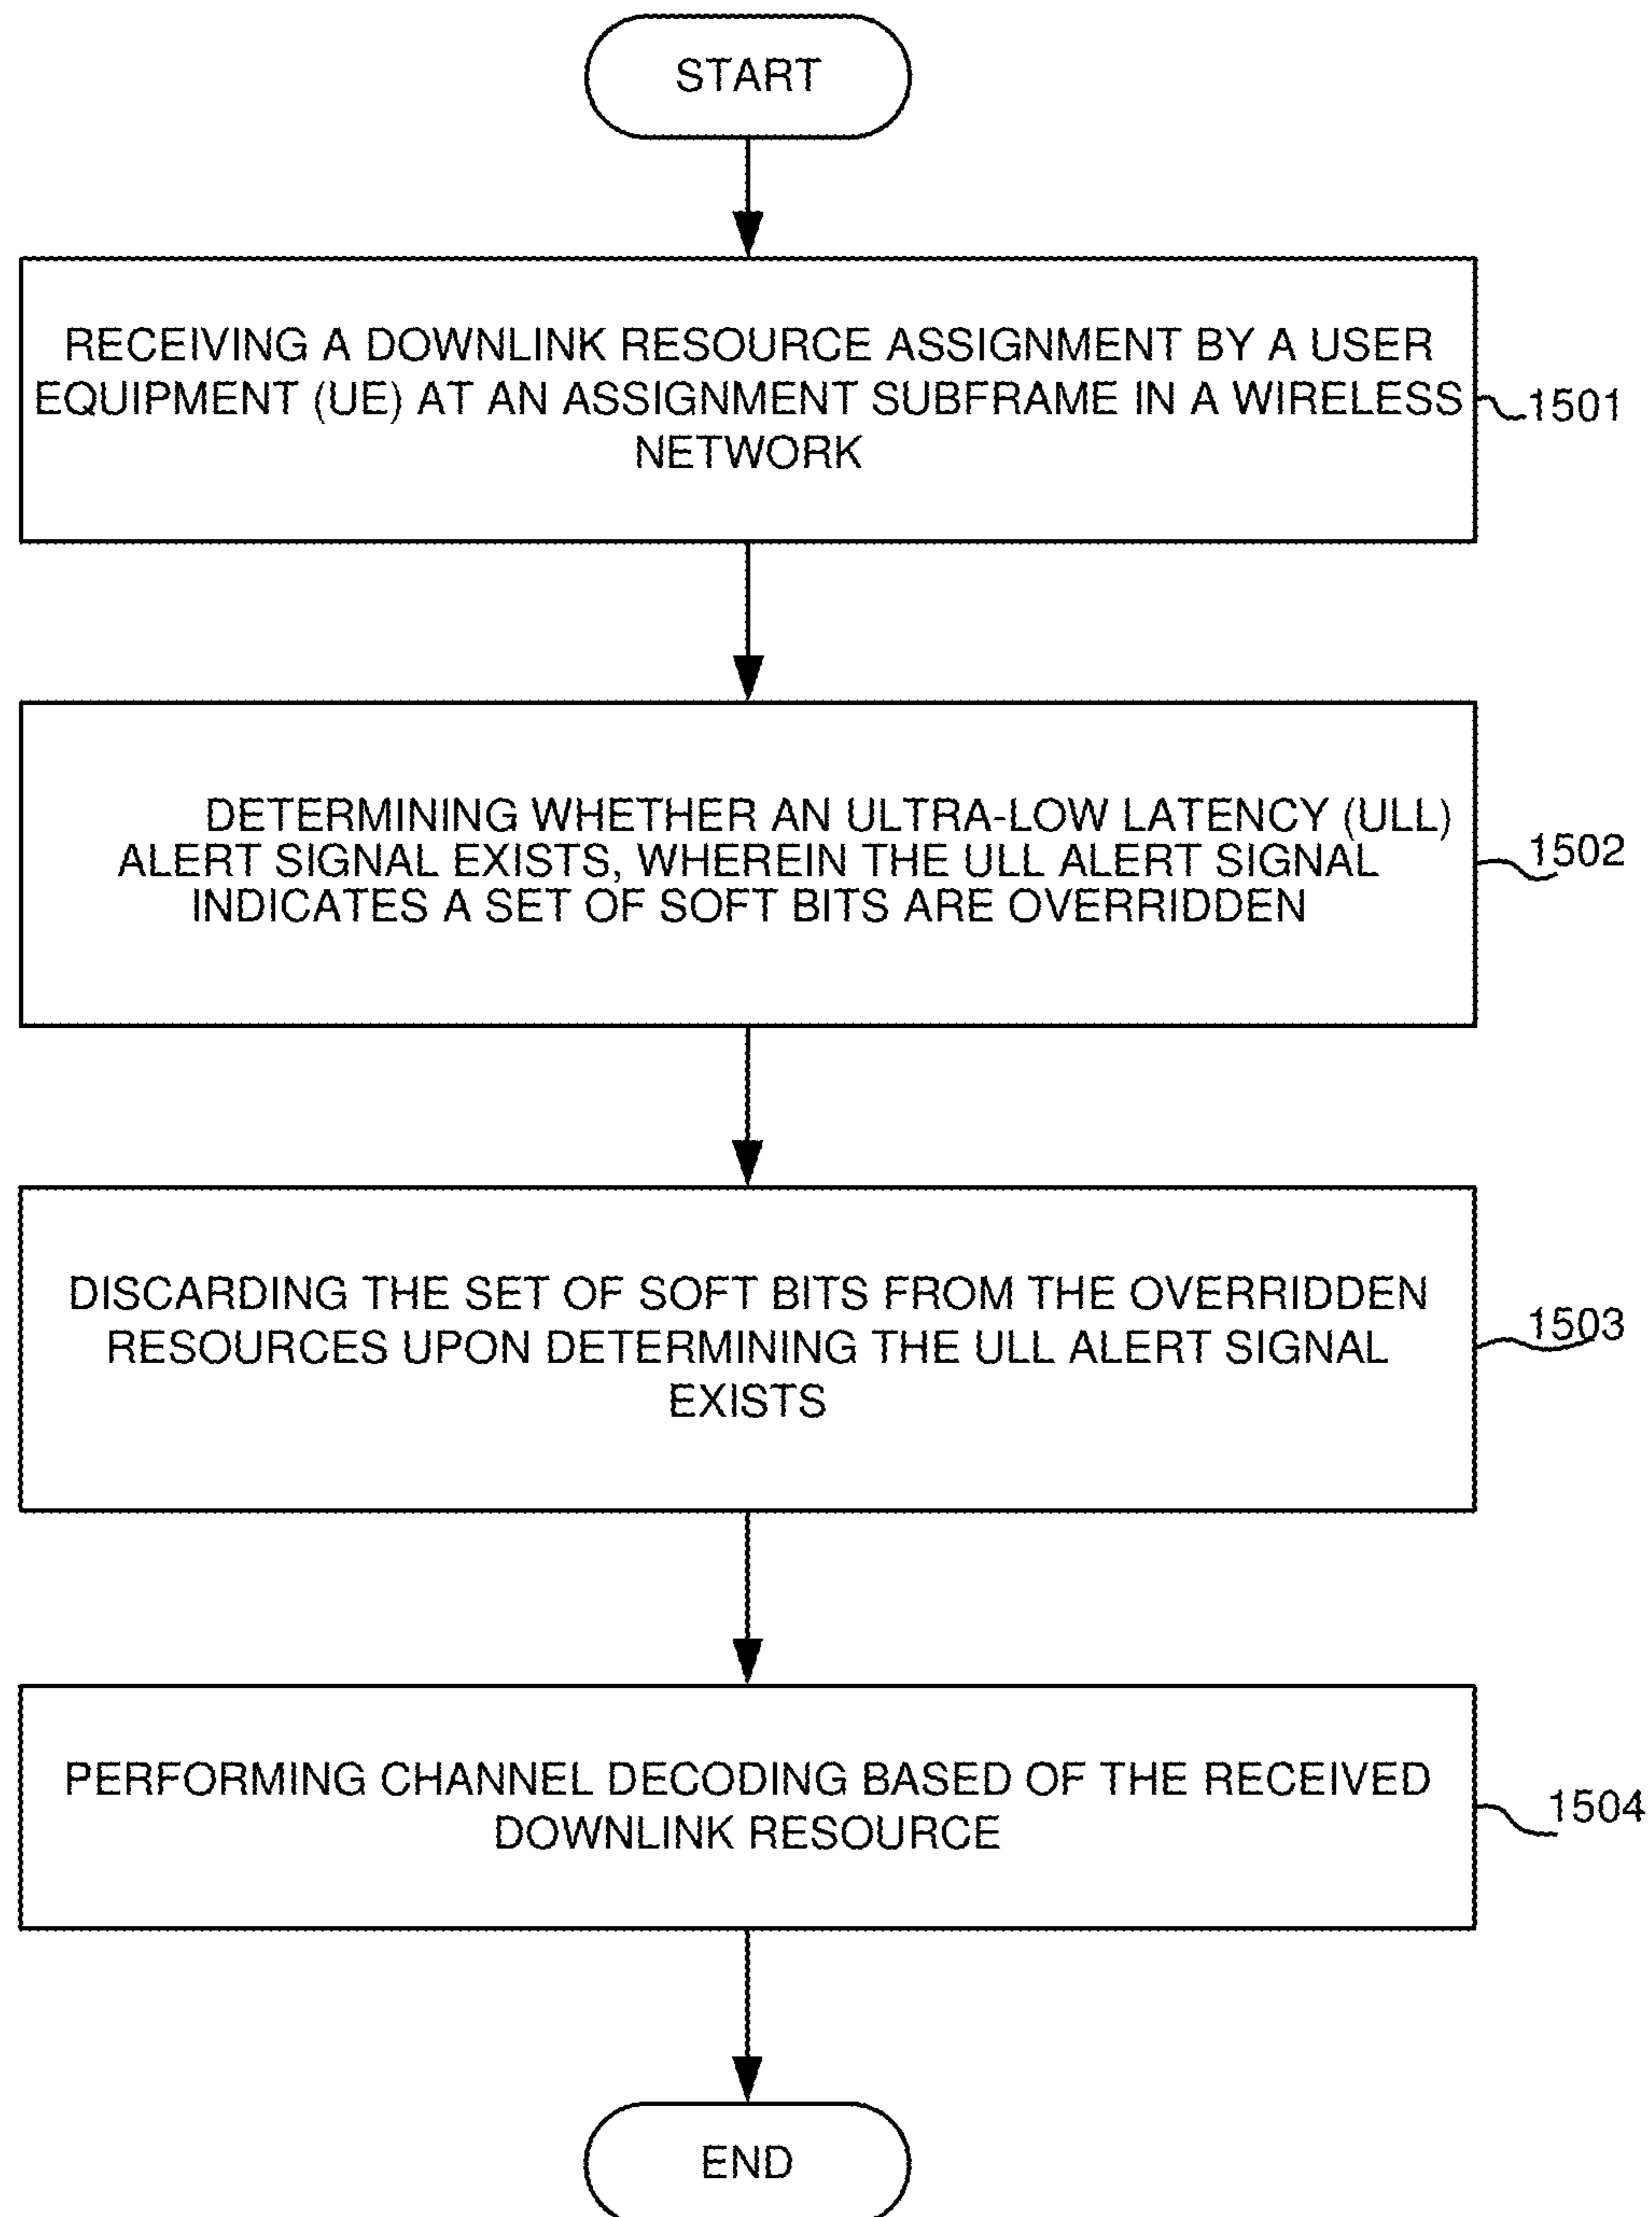 START
RECEIVING A DOWNLINK RESOURCE ASSIGNMENT BY A USER
EQUIPMENT (UE) AT AN ASSIGNMENT SUBFRAME IN A WIRELESS
NETWORK
1501
DETERMINING WHETHER AN ULTRA-LOW LATENCY (ULL)
ALERT SIGNAL EXISTS, WHEREIN THE ULL ALERT SIGNAL
INDICATES A SET OF SOFT BITS ARE OVERRIDDEN
1502
DISCARDING THE SET OF SOFT BITS FROM THE OVERRIDDEN
RESOURCES UPON DETERMINING THE ULL ALERT SIGNAL
EXISTS
1503
PERFORMING CHANNEL DECODING BASED OF THE RECEIVED
DOWNLINK RESOURCE
1504
END